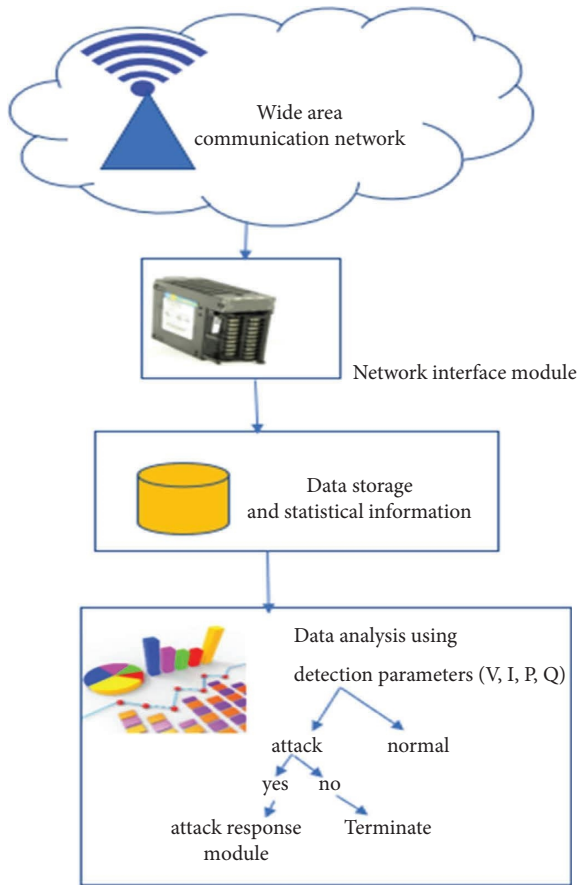 Wide area
communication network
Network interface module
Data storage
and statistical information
Data analysis using
detection parameters (V, I, P, Q)
attack normal
yes no
attack response Terminate
module